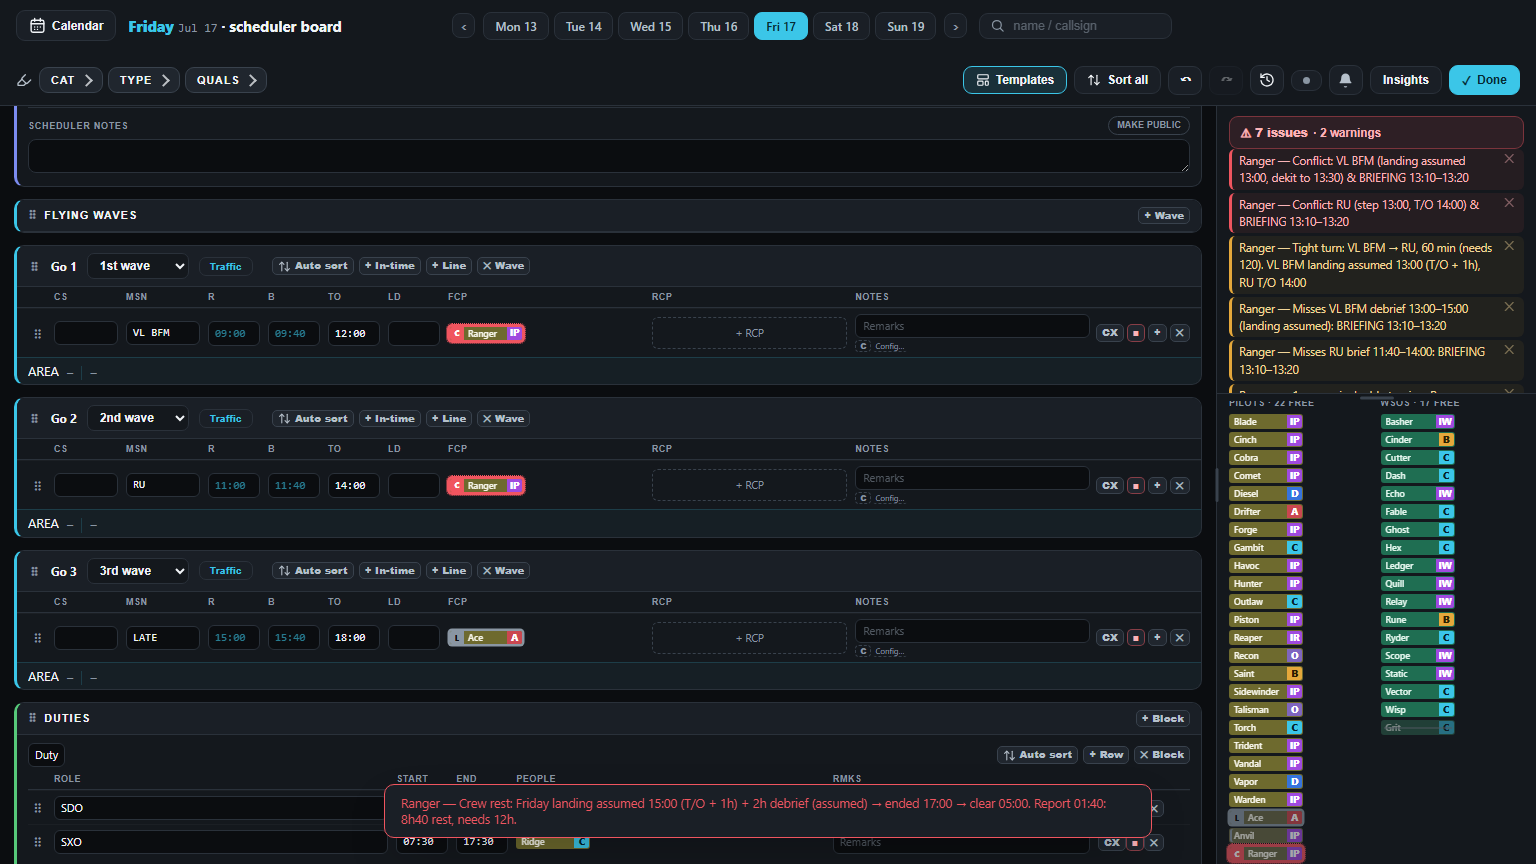 Calendar
Friday Jul 17 · scheduler board
‹ Mon 13 Tue 14 Wed 15 Thu 16 Fri 17 Sat 18 Sun 19 ›
name / callsign
CAT TYPE QUALS
Templates Sort all Insights ✓ Done
SCHEDULER NOTES
MAKE PUBLIC
FLYING WAVES
+ Wave
Go 1 1st wave Traffic Auto sort + In-time + Line × Wave
CS MSN R B TO LD FCP RCP NOTES
VL BFM 09:00 09:40 12:00 C Ranger IP + RCP Remarks CX + ×
C Config...
AREA – –
Go 2 2nd wave Traffic Auto sort + In-time + Line × Wave
CS MSN R B TO LD FCP RCP NOTES
RU 11:00 11:40 14:00 C Ranger IP + RCP Remarks CX + ×
C Config...
AREA – –
Go 3 3rd wave Traffic Auto sort + In-time + Line × Wave
CS MSN R B TO LD FCP RCP NOTES
LATE 15:00 15:40 18:00 L Ace A + RCP Remarks CX + ×
C Config...
AREA – –
DUTIES
+ Block
Duty Auto sort + Row × Block
ROLE START END PEOPLE RMKS
SDO
SXO 07:30 17:30 Ridge C Remarks CX ×
Ranger — Crew rest: Friday landing assumed 15:00 (T/O + 1h) + 2h debrief (assumed) → ended 17:00 → clear 05:00. Report 01:40:
8h40 rest, needs 12h.
⚠ 7 issues · 2 warnings
Ranger — Conflict: VL BFM (landing assumed
13:00, dekit to 13:30) & BRIEFING 13:10–13:20
Ranger — Conflict: RU (step 13:00, T/O 14:00) &
BRIEFING 13:10–13:20
Ranger — Tight turn: VL BFM → RU, 60 min (needs
120). VL BFM landing assumed 13:00 (T/O + 1h),
RU T/O 14:00
Ranger — Misses VL BFM debrief 13:00–15:00
(landing assumed): BRIEFING 13:10–13:20
Ranger — Misses RU brief 11:40–14:00: BRIEFING
13:10–13:20
PILOTS · 22 FREE
Blade IP
Cinch IP
Cobra IP
Comet IP
Diesel D
Drifter A
Forge IP
Gambit C
Havoc IP
Hunter IP
Outlaw C
Piston IP
Reaper IR
Recon O
Saint B
Sidewinder IP
Talisman O
Torch C
Trident IP
Vandal IP
Vapor D
Warden IP
L Ace A
Anvil IP
C Ranger IP
WSOS · 17 FREE
Basher IW
Cinder B
Cutter C
Dash C
Echo IW
Fable C
Ghost C
Hex C
Ledger IW
Quill IW
Relay IW
Rune B
Ryder C
Scope IW
Static IW
Vector C
Wisp C
Grit C